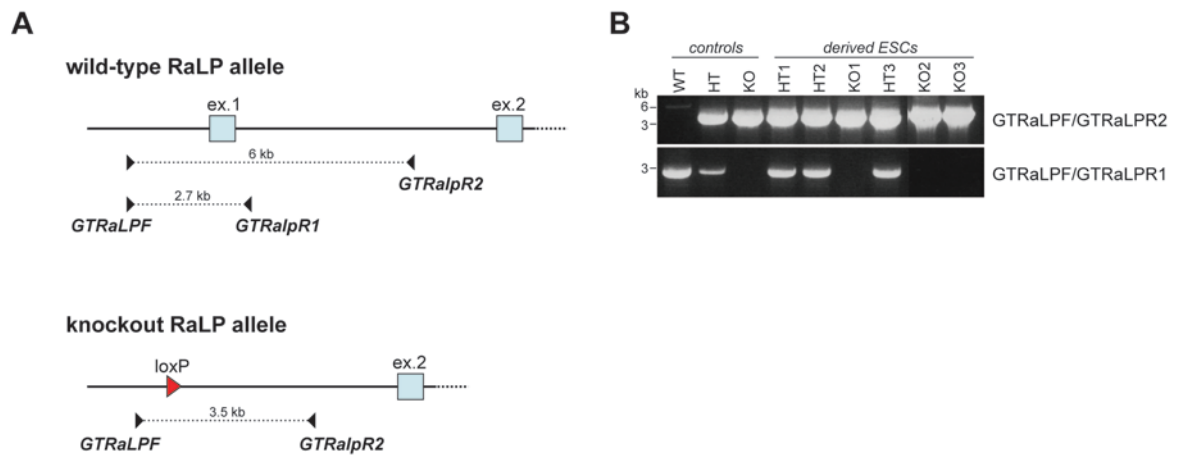 A
wild-type RaLP allele
ex.1
ex.2
6 kb
GTRalpR2
2.7 kb
GTRaLPF
GTRalpR1
knockout RaLP allele
loxP
ex.2
3.5 kb
GTRaLPF
GTRalpR2
B
controls
derived ESCs
WT
HT
KO
HT1
HT2
KO1
HT3
KO2
KO3
kb
6
3
GTRaLPF/GTRaLPR2
3
GTRaLPF/GTRaLPR1